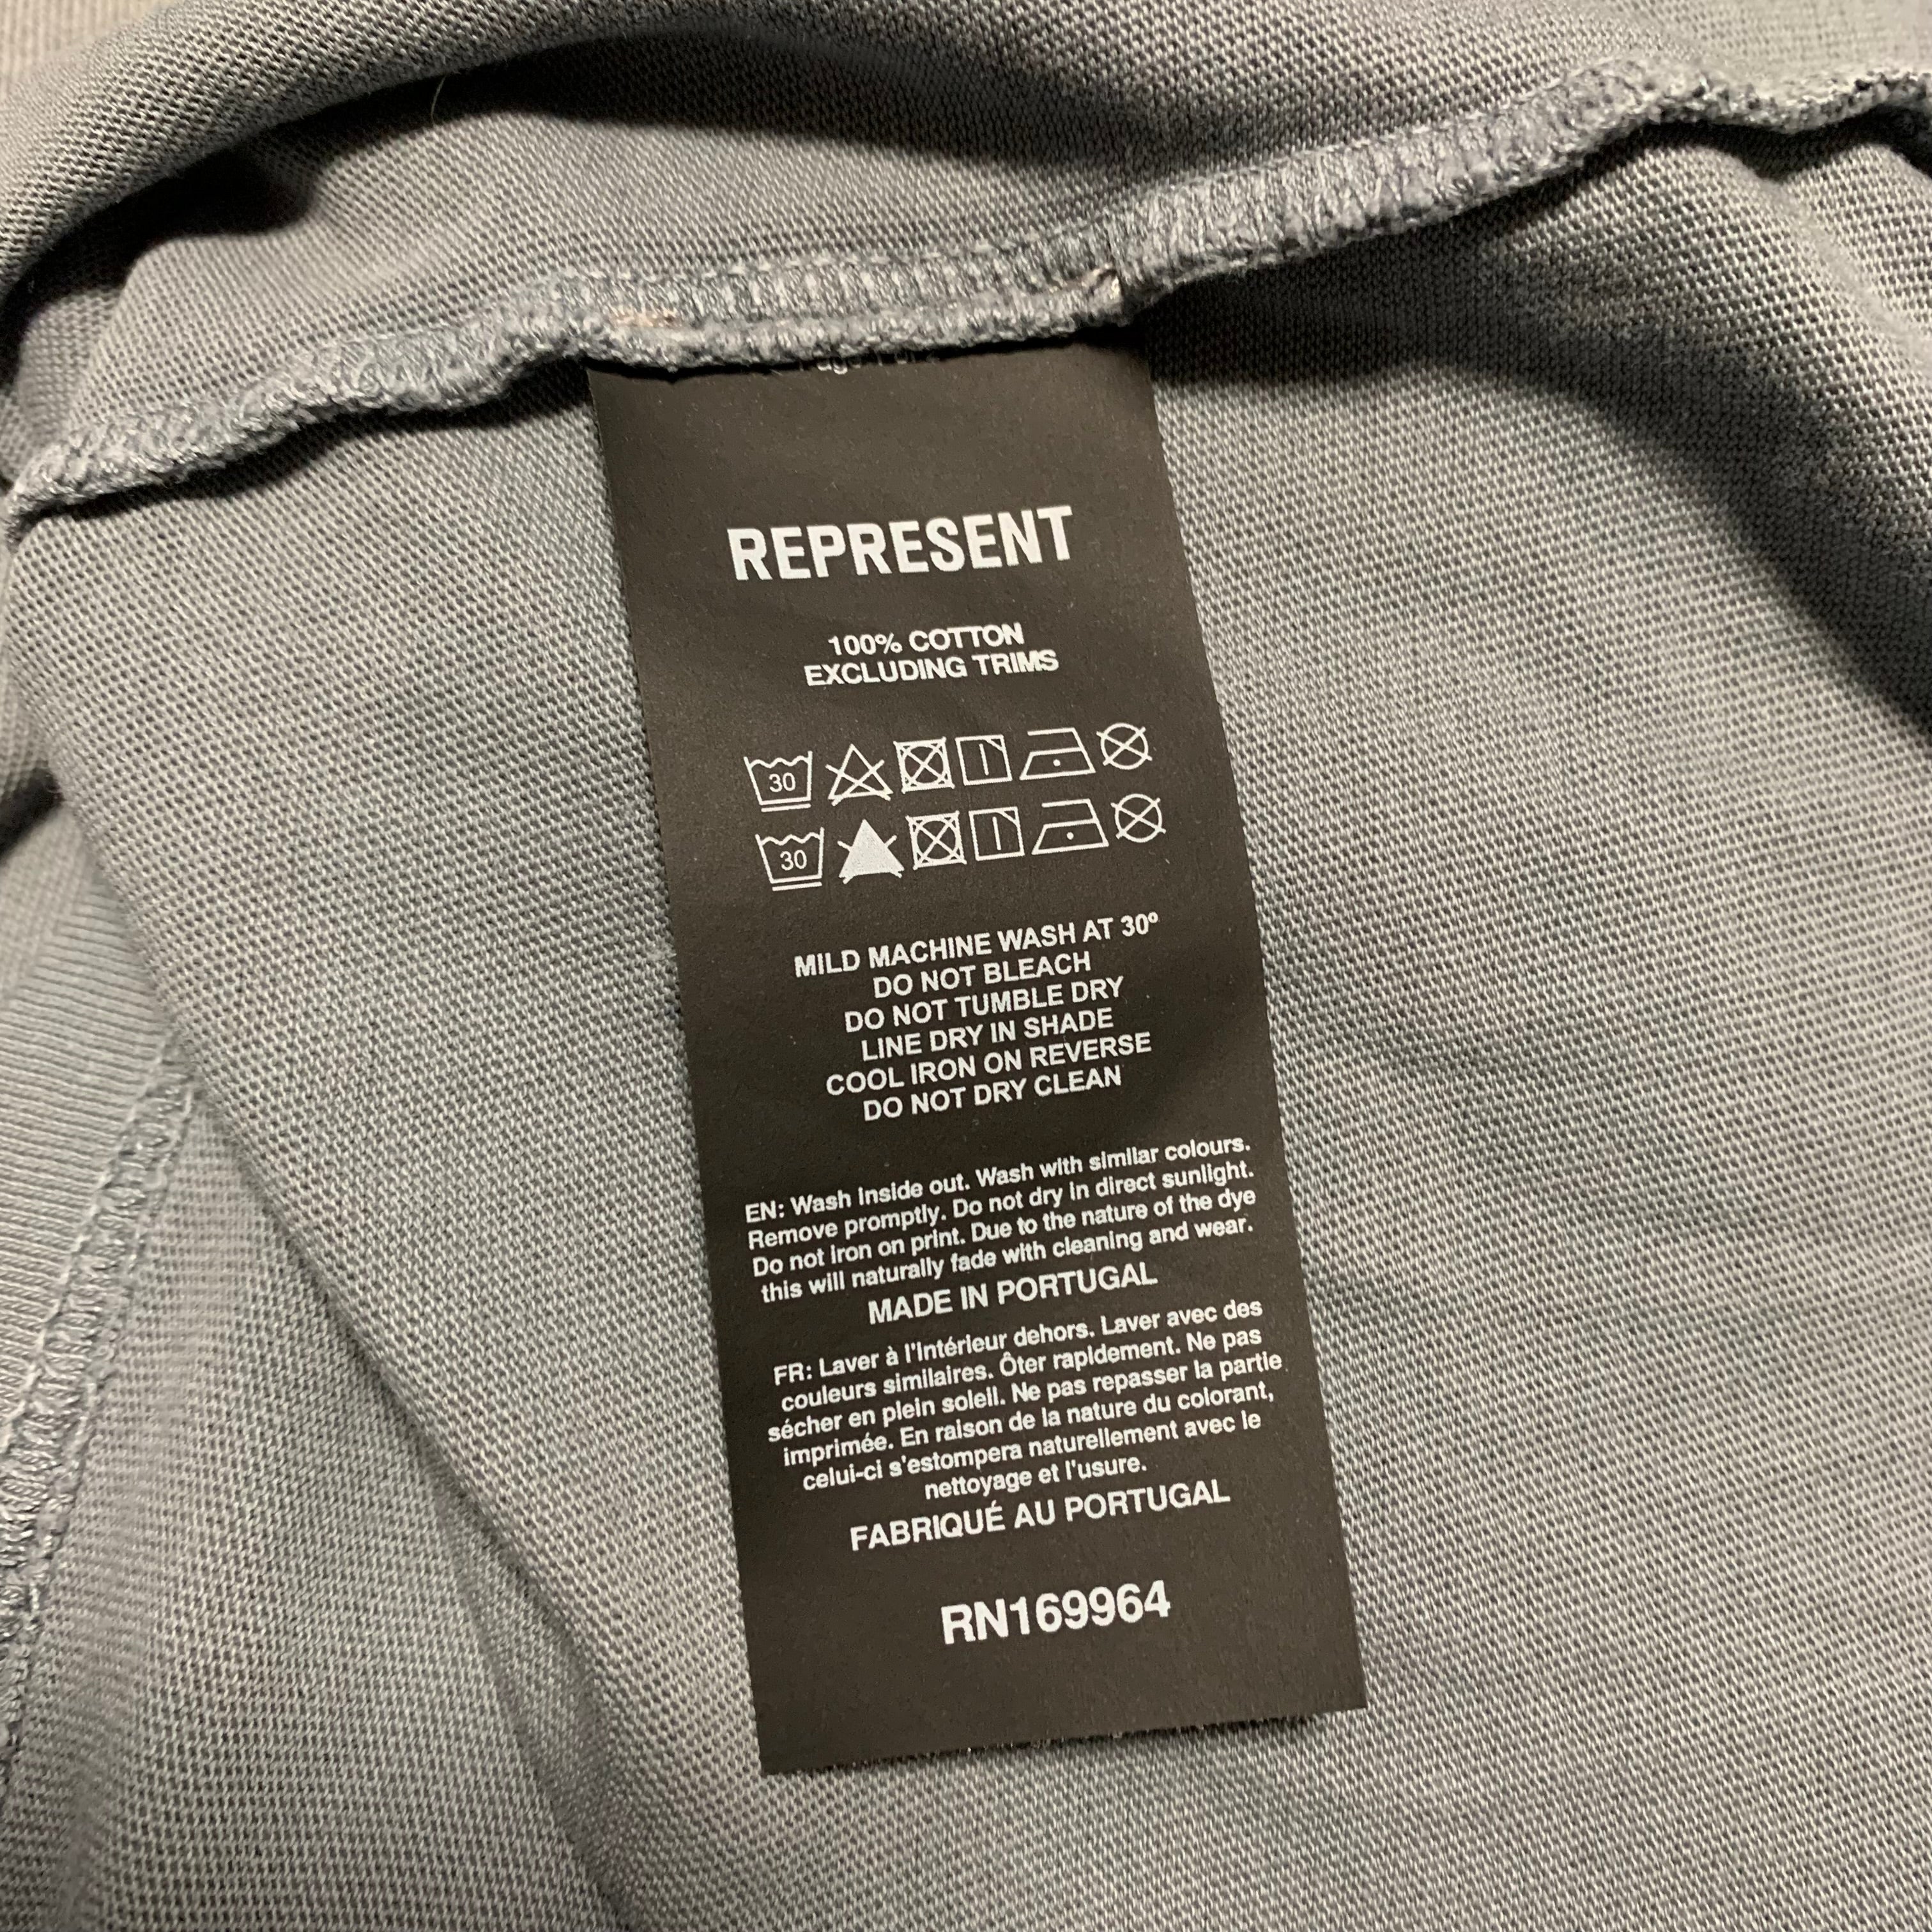 REPRESENT
100% COTTON
EXCLUDING TRIMS
30
30
MILD MACHINE WASH AT 30º
DO NOT BLEACH
DO NOT TUMBLE DRY
LINE DRY IN SHADE
COOL IRON ON REVERSE
DO NOT DRY CLEAN
EN: Wash inside out. Wash with similar colours.
Remove promptly. Do not dry in direct sunlight.
Do not iron on print. Due to the nature of the dye
this will naturally fade with cleaning and wear.
MADE IN PORTUGAL
FR: Laver à l'intérieur dehors. Laver avec des
couleurs similaires. Ôter rapidement. Ne pas
sécher en plein soleil. Ne pas repasser la partie
imprimée. En raison de la nature du colorant,
celui-ci s'estompera naturellement avec le
nettoyage et l'usure.
FABRIQUÉ AU PORTUGAL
RN169964